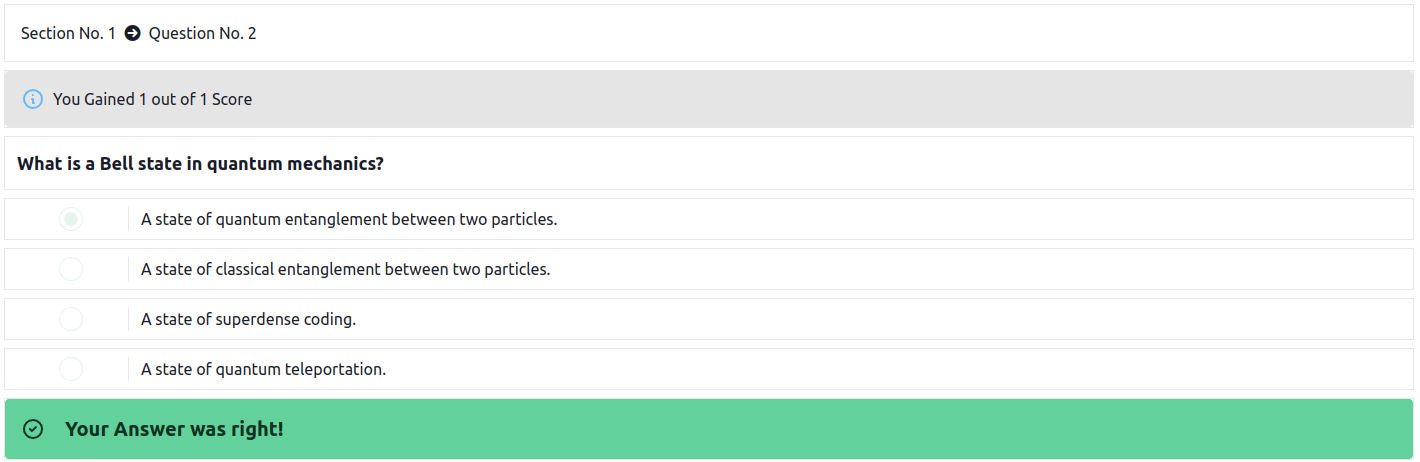 Section No. 1 Question No. 2
You Gained 1 out of 1 Score
What is a Bell state in quantum mechanics?
A state of quantum entanglement between two particles.
A state of classical entanglement between two particles.
A state of superdense coding.
A state of quantum teleportation.
Your Answer was right!